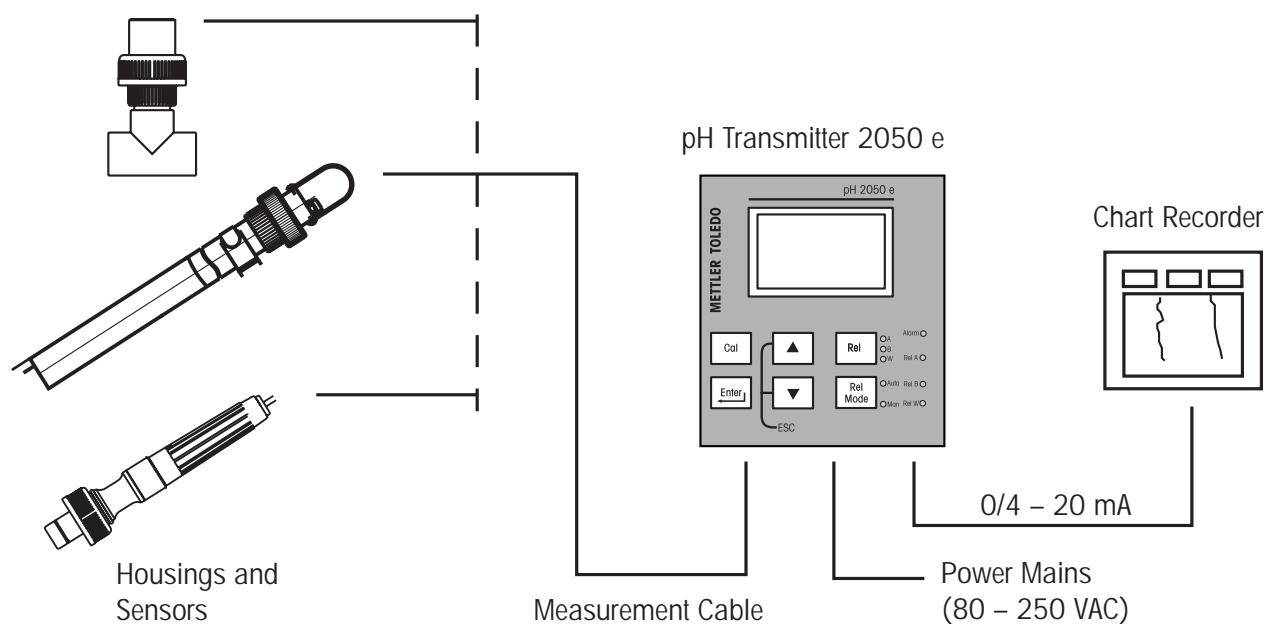 pH Transmitter 2050 e
pH 2050 e
METTLER TOLEDO
Cal
Enter
ESC
Rel
A
B
W
Alarm
Rel A
Rel
Mode
Auto
Rel B
Man
Rel W
Chart Recorder
0/4 – 20 mA
Housings and
Sensors
Measurement Cable
Power Mains
(80 – 250 VAC)